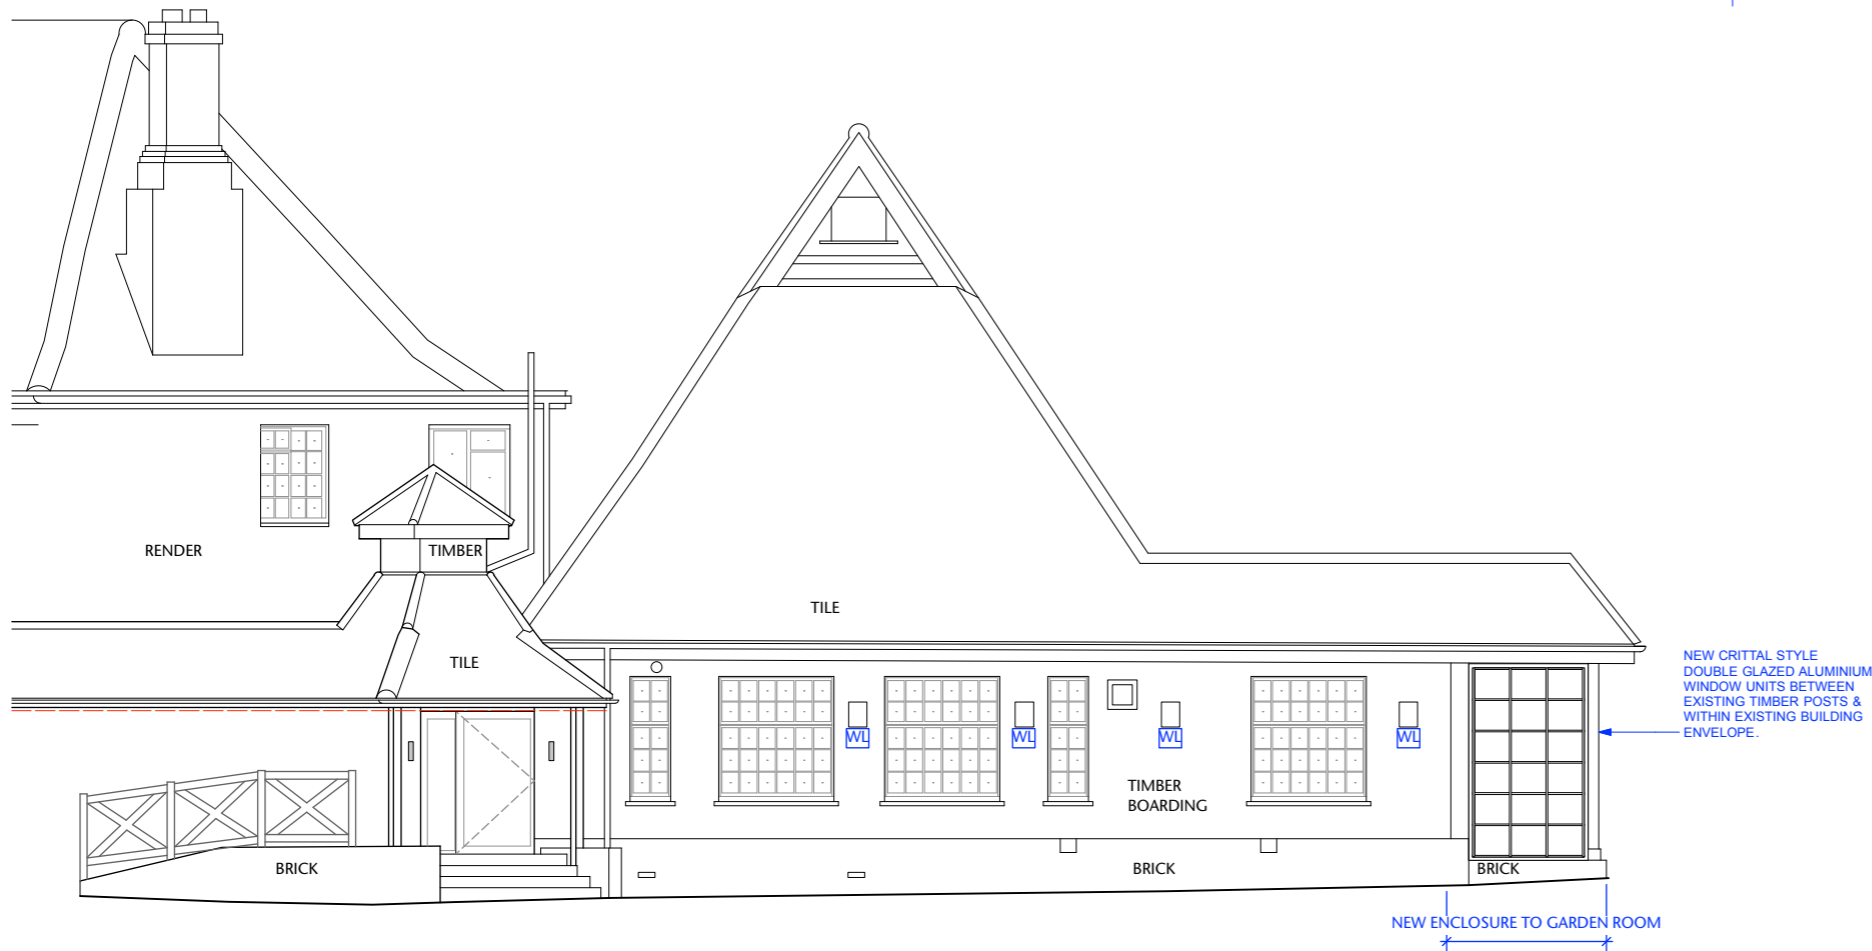 RENDER
TIMBER
TILE
TILE
NEW CRITTAL STYLE
DOUBLE GLAZED ALUMINIUM
WINDOW UNITS BETWEEN
EXISTING TIMBER POSTS &
WITHIN EXISTING BUILDING
ENVELOPE.
WL
WL
WL
WL
TIMBER
BOARDING
BRICK
BRICK
BRICK
NEW ENCLOSURE TO GARDEN ROOM